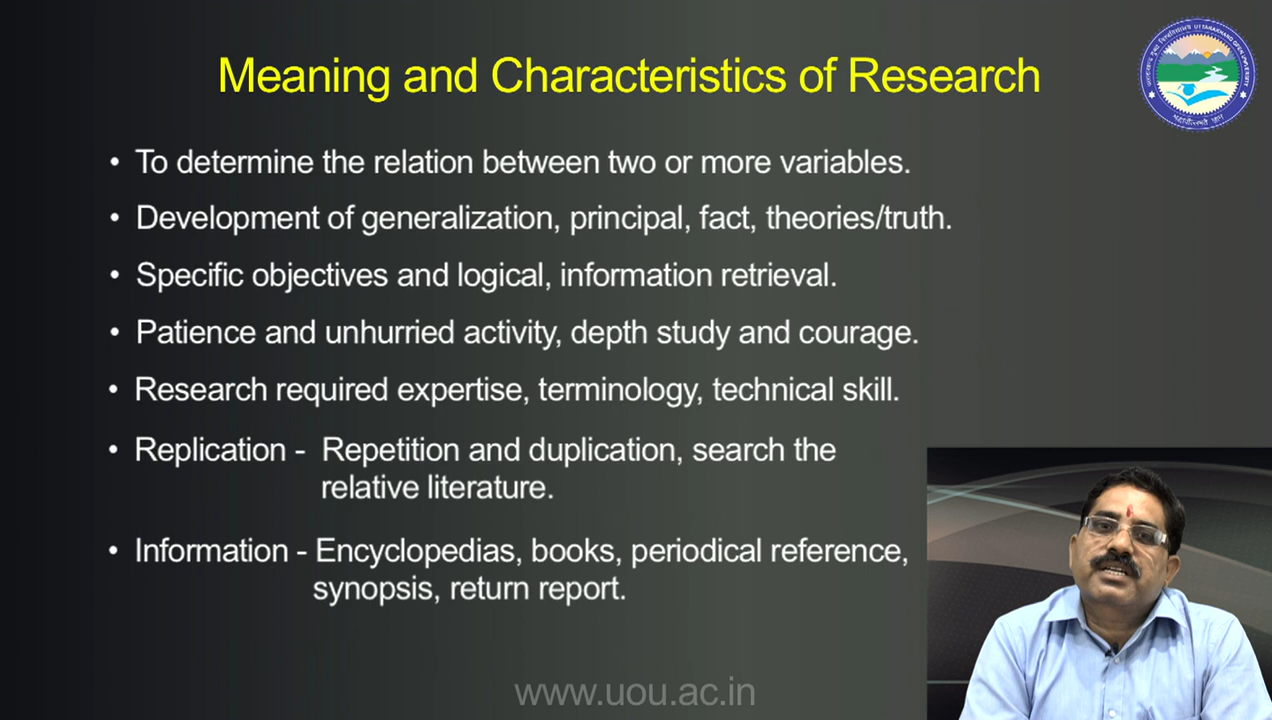 Meaning and Characteristics of Research
UTTARAKHAND OPEN UNIVERSITY
• To determine the relation between two or more variables.
• Development of generalization, principal, fact, theories/truth.
• Specific objectives and logical, information retrieval.
• Patience and unhurried activity, depth study and courage.
• Research required expertise, terminology, technical skill.
• Replication - Repetition and duplication, search the
relative literature.
• Information - Encyclopedias, books, periodical reference,
synopsis, return report.
www.uou.ac.in